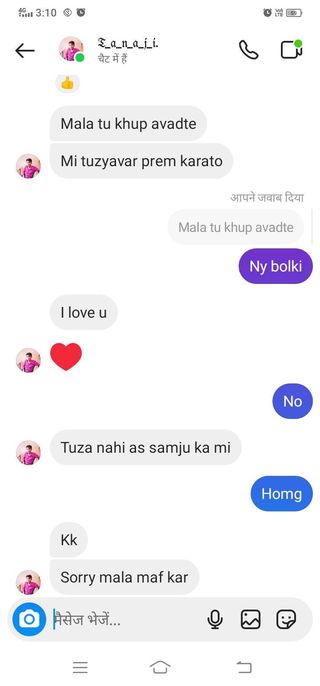 3:10
𝕿_𝖆_𝖓_𝖆_𝖏_𝖎.
चैट में हैं
Mala tu khup avadte
Mi tuzyavar prem karato
आपने जवाब दिया
Mala tu khup avadte
Ny bolki
I love u
No
Tuza nahi as samju ka mi
Homg
Kk
Sorry mala maf kar
मैसेज भेजें...